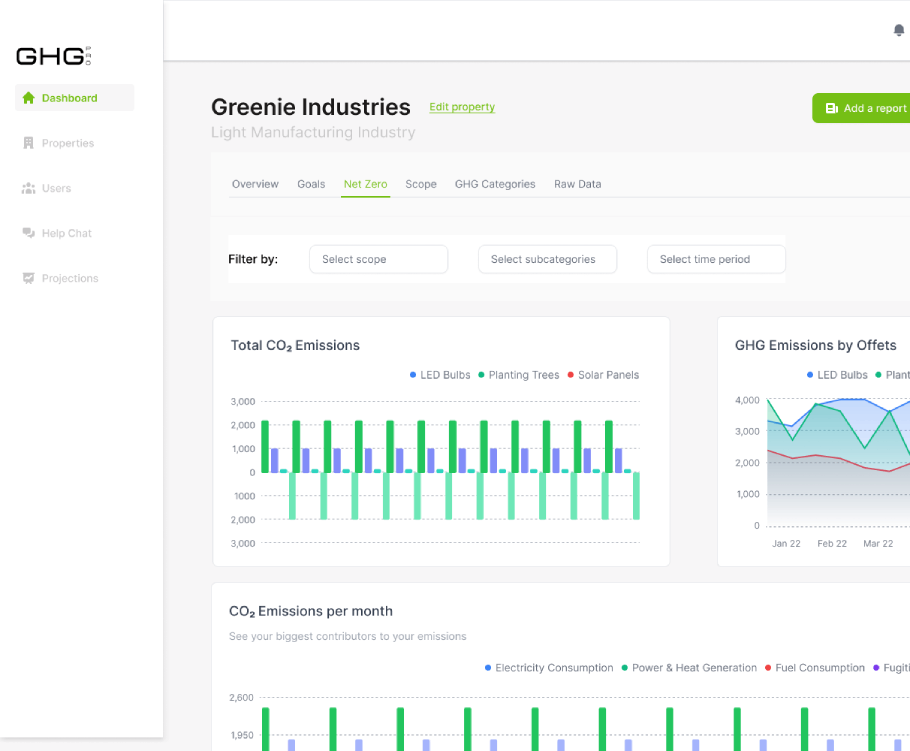 GHG PRO
Dashboard
Properties
Users
Help Chat
Projections
Greenie Industries Edit property
Light Manufacturing Industry
Add a report
Overview Goals Net Zero Scope GHG Categories Raw Data
Filter by: Select scope Select subcategories Select time period
Total CO₂ Emissions
LED Bulbs Planting Trees Solar Panels
3,000
2,000
1,000
0
1000
2,000
3,000
GHG Emissions by Offets
LED Bulbs Plant
4,000
3,000
2,000
1,000
0
Jan 22 Feb 22 Mar 22
CO₂ Emissions per month
See your biggest contributors to your emissions
Electricity Consumption Power & Heat Generation Fuel Consumption Fugiti
2,600
1,950